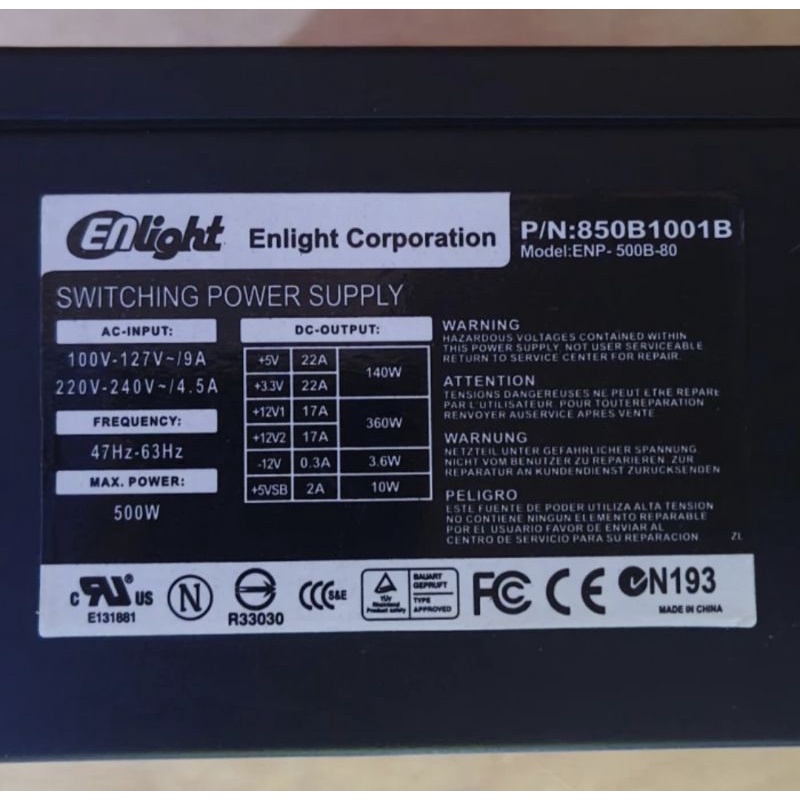 Enlight Enlight Corporation
P/N:850B1001B
Model:ENP- 500B-80
SWITCHING POWER SUPPLY
AC-INPUT:
100V-127V~/9A
220V-240V~/4.5A
FREQUENCY:
47Hz-63Hz
MAX. POWER:
500W
DC-OUTPUT:
+5V 22A 140W
+3.3V 22A
+12V1 17A 360W
+12V2 17A
-12V 0.3A 3.6W
+5VSB 2A 10W
WARNING
HAZARDOUS VOLTAGES CONTAINED WITHIN
THIS POWER SUPPLY. NOT USER SERVICEABLE
RETURN TO SERVICE CENTER FOR REPAIR.
ATTENTION
TENSIONS DANGEREUSES NE PEUT ETRE REPARE
PAR L'UTILISATEUR. POUR TOUTEREPARATION
RENVOYER AUSERVICE APRES VENTE.
WARNUNG
NETZTEIL UNTER GEFAHRLICHER SPANNUNG.
NICHT VOM BENUTZER ZU REPARIEREN. ZUR
REPARATUR AN KUNDENDIENST ZURUCKSENDEN
PELIGRO
ESTE FUENTE DE PODER UTILIZA ALTA TENSION
NO CONTIENE NINGUN ELEMENTO REPARABLE
POR EL USUARIO FAVOR DE ENVIAR AL
CENTRO DE SERVICIO PARA SU REPARACION
ZL
c RU® US
E131881
N
R33030
CCC S&E
TÜV
Rheinland
Product safety
BAUART
GEPRUFT
TYPE
APPROVED
FC CE N193
MADE IN CHINA